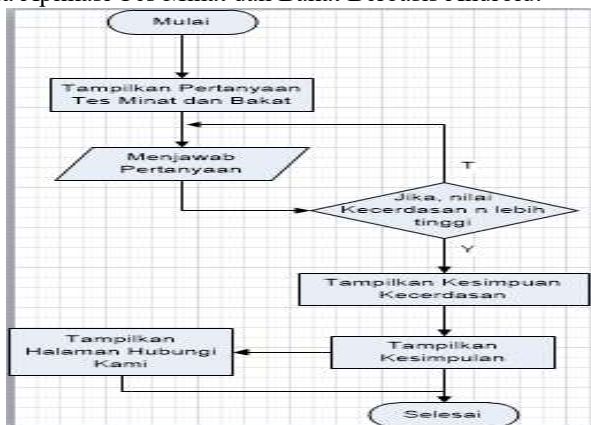 Mulai
Tampilkan Pertanyaan
Tes Minat dan Bakat
Menjawab
Pertanyaan
T
Jika, nilai
Kecerdasan n lebih
tinggi
Y
Tampilkan Kesimpuan
Kecerdasan
Tampilkan
Kesimpulan
Tampilkan
Halaman Hubungi
Kami
Selesai